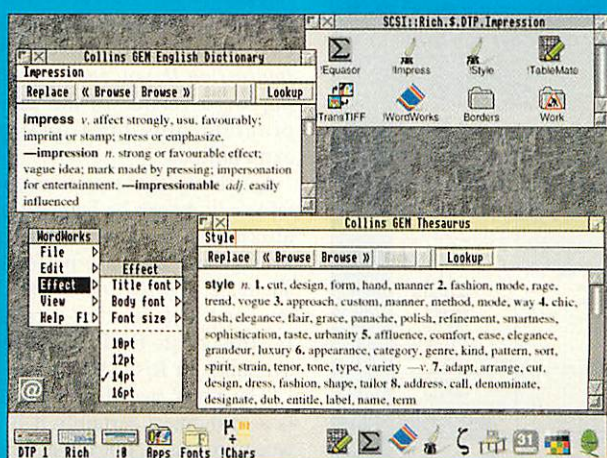 Collins GEM English Dictionary
Impression
Replace « Browse Browse » Lookup
impress v. affect strongly, usu. favourably;
imprint or stamp; stress or emphasize.
—impression n. strong or favourable effect;
vague idea; mark made by pressing; impersonation
for entertainment. —impressionable adj. easily
influenced
SCSI::Rich.$.DTP.Impression
!Equasor !Impress !Style !TableMate
TransTIFF !WordWorks Borders Work
Collins GEM Thesaurus
Style
Replace « Browse Browse » Lookup
style n. 1. cut, design, form, hand, manner 2. fashion, mode, rage,
trend, vogue 3. approach, custom, manner, method, mode, way 4. chic,
dash, elegance, flair, grace, panache, polish, refinement, smartness,
sophistication, taste, urbanity 5. affluence, comfort, ease, elegance,
grandeur, luxury 6. appearance, category, genre, kind, pattern, sort,
spirit, strain, tenor, tone, type, variety —v. 7. adapt, arrange, cut,
design, dress, fashion, shape, tailor 8. address, call, denominate,
designate, dub, entitle, label, name, term
WordWorks
File
Edit
Effect
View
Help F1
Effect
Title font
Body font
Font size
10pt
12pt
✓14pt
16pt
@
DTP 1 Rich :0 Apps Fonts !Chars
31